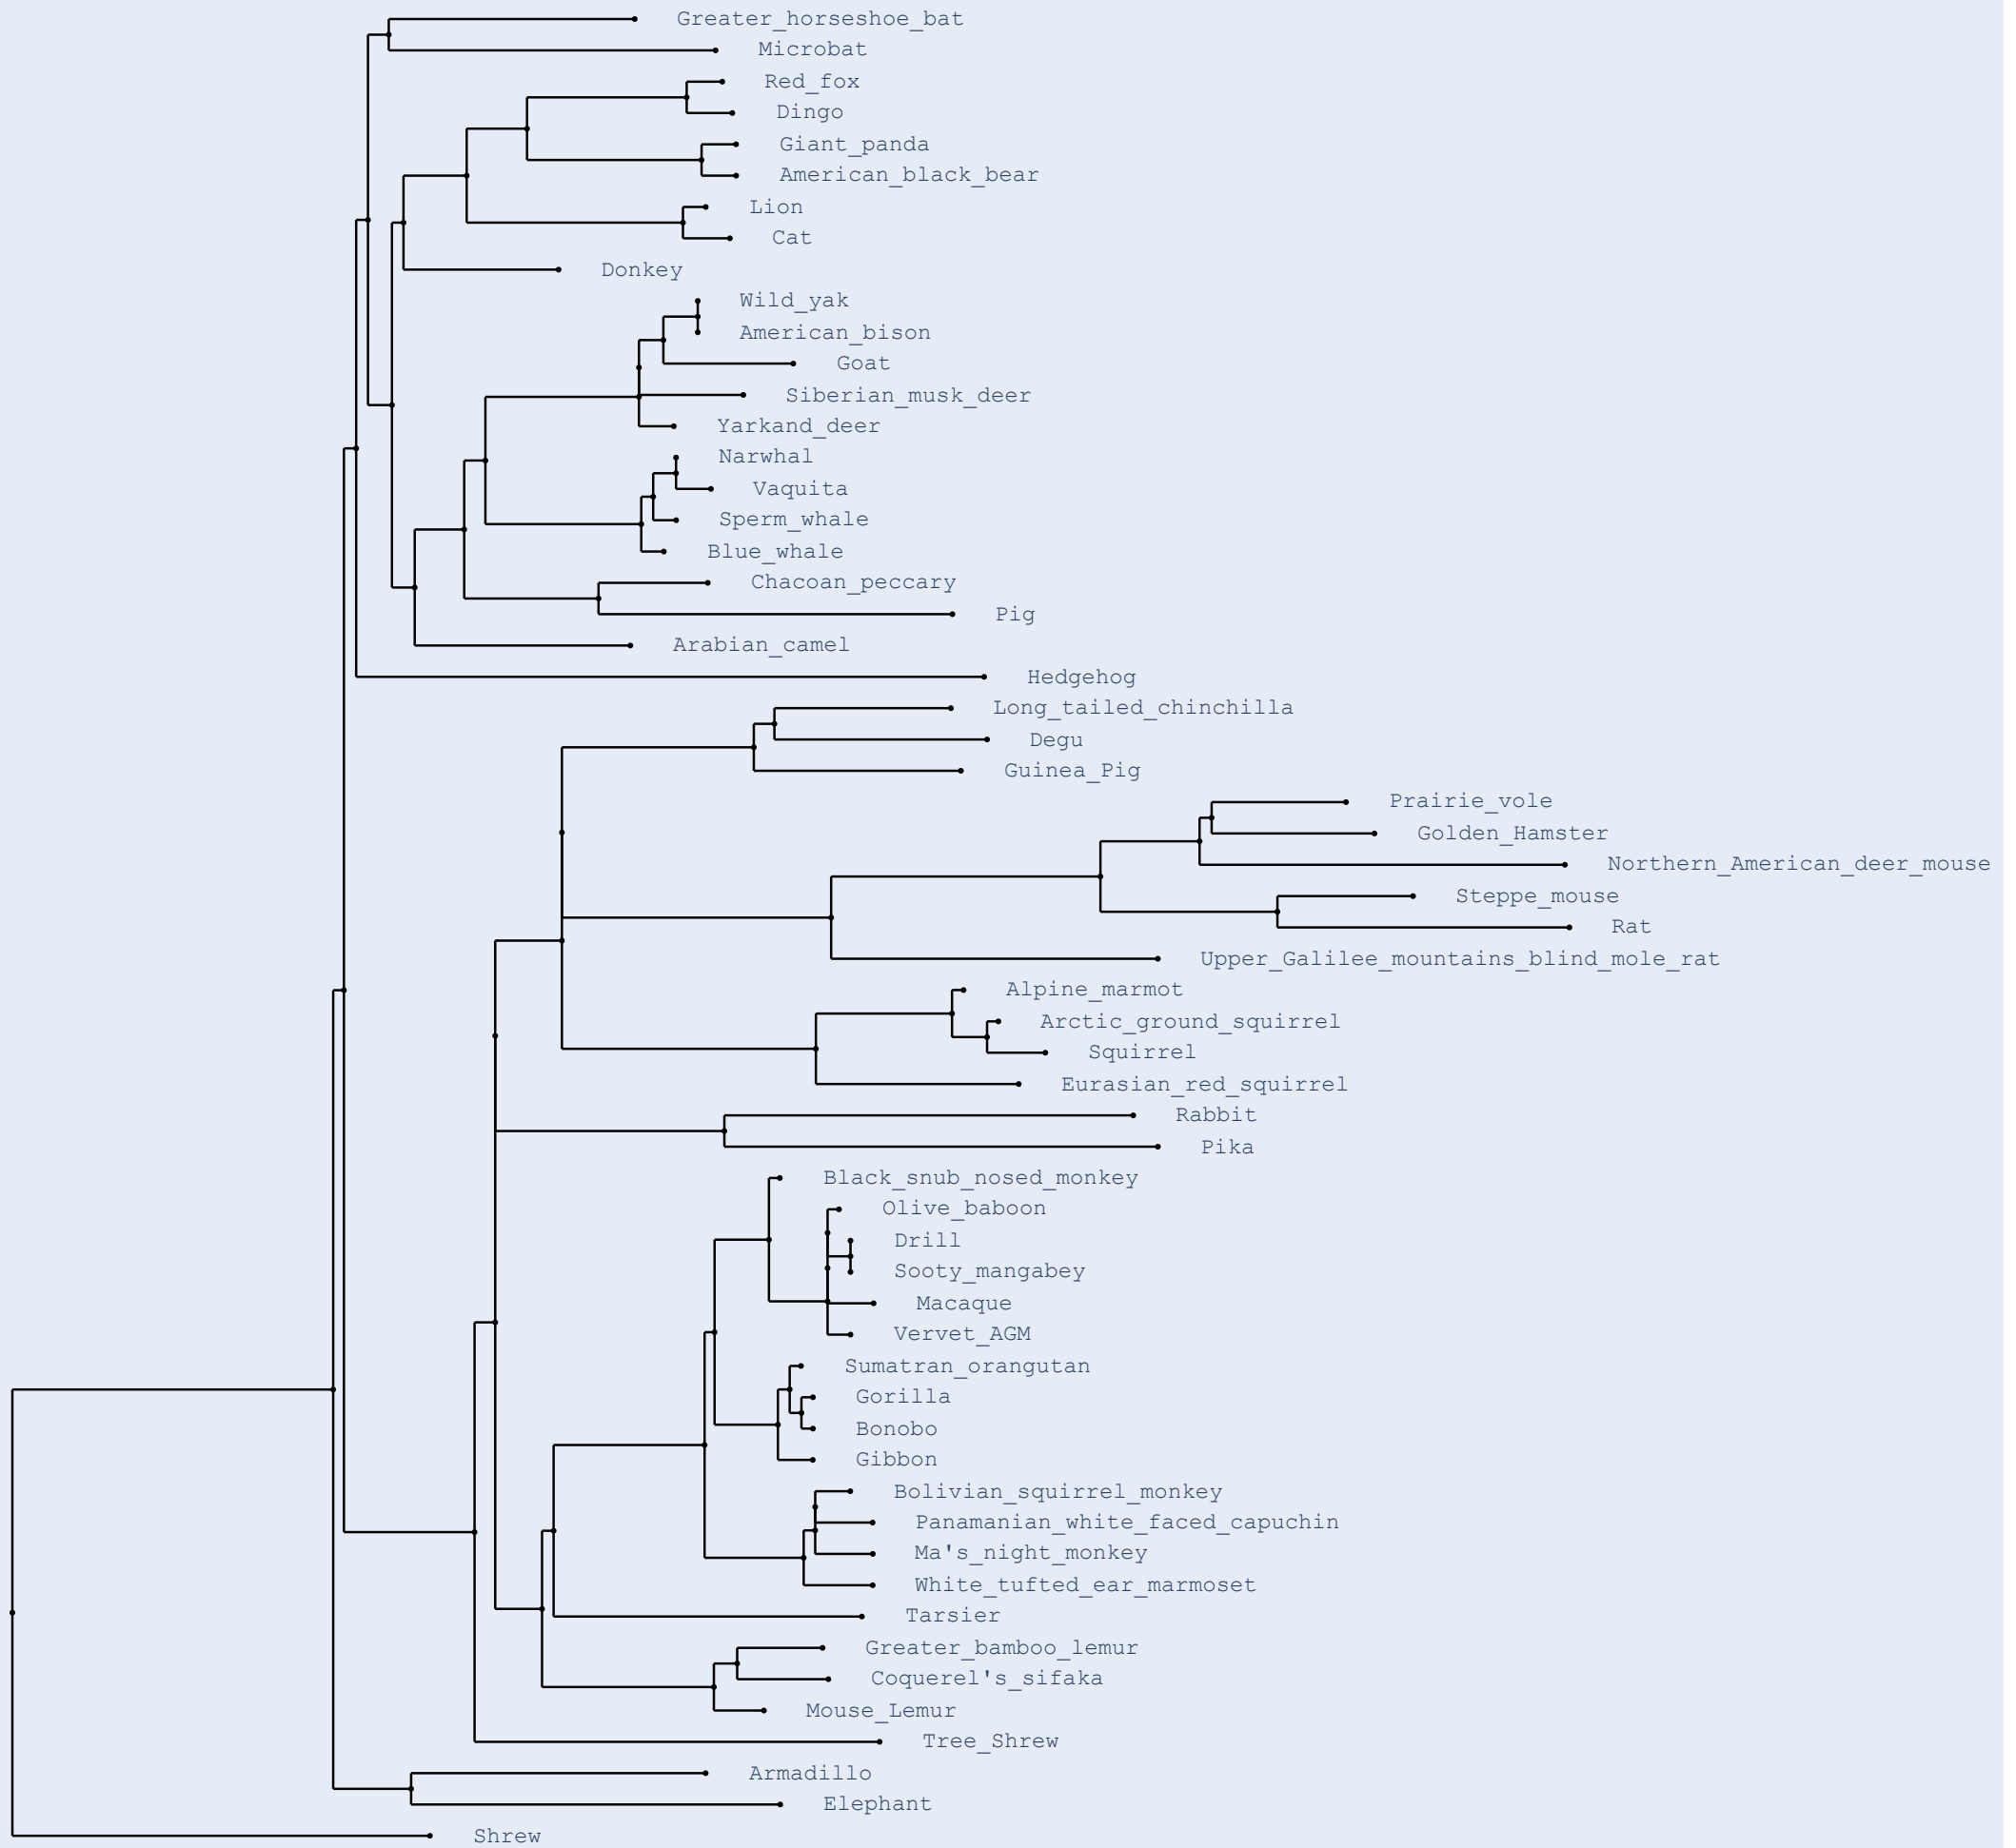 Greater_horseshoe_bat
Microbat
Red_fox
Dingo
Giant_panda
American_black_bear
Lion
Cat
Donkey
Wild_yak
American_bison
Goat
Siberian_musk_deer
Yarkand_deer
Narwhal
Vaquita
Sperm_whale
Blue_whale
Chacoan_peccary
Pig
Arabian_camel
Hedgehog
Long_tailed_chinchilla
Degu
Guinea_Pig
Prairie_vole
Golden_Hamster
Northern_American_deer_mouse
Steppe_mouse
Rat
Upper_Galilee_mountains_blind_mole_rat
Alpine_marmot
Arctic_ground_squirrel
Squirrel
Eurasian_red_squirrel
Rabbit
Pika
Black_snub_nosed_monkey
Olive_baboon
Drill
Sooty_mangabey
Macaque
Vervet_AGM
Sumatran_orangutan
Gorilla
Bonobo
Gibbon
Bolivian_squirrel_monkey
Panamanian_white_faced_capuchin
Ma's_night_monkey
White_tufted_ear_marmoset
Tarsier
Greater_bamboo_lemur
Coquerel's_sifaka
Mouse_Lemur
Tree_Shrew
Armadillo
Elephant
Shrew